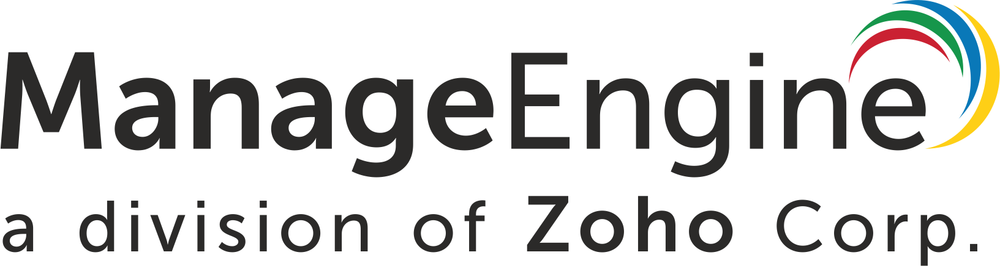 ManageEngine
a division of Zoho Corp.